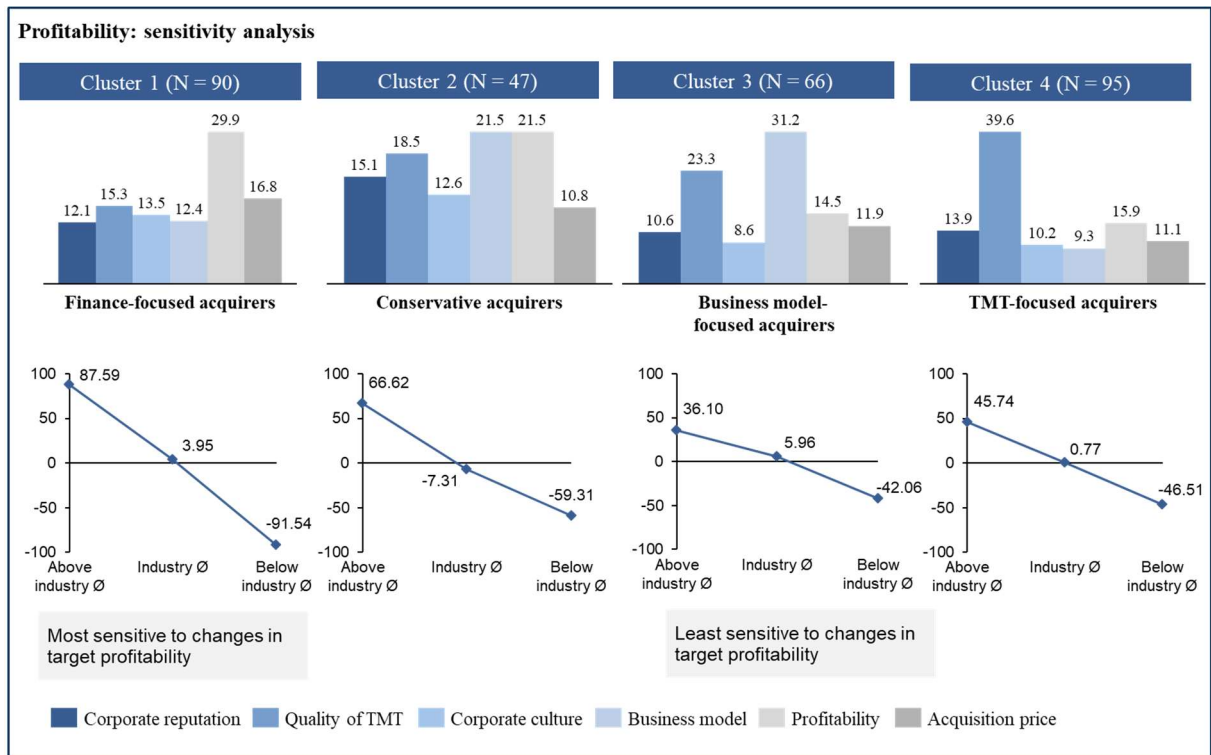 Profitability: sensitivity analysis
Cluster 1 (N = 90)
Cluster 2 (N = 47)
Cluster 3 (N = 66)
Cluster 4 (N = 95)
12.1
15.3
13.5
12.4
29.9
16.8
15.1
18.5
12.6
21.5
21.5
10.8
10.6
23.3
8.6
31.2
14.5
11.9
13.9
39.6
10.2
9.3
15.9
11.1
Finance-focused acquirers
Conservative acquirers
Business model-
focused acquirers
TMT-focused acquirers
100
50
0
-50
-100
87.59
3.95
-91.54
Above
industry Ø
Industry Ø
Below
industry Ø
100
50
0
-50
-100
66.62
-7.31
-59.31
Above
industry Ø
Industry Ø
Below
industry Ø
100
50
0
-50
-100
36.10
5.96
-42.06
Above
industry Ø
Industry Ø
Below
industry Ø
100
50
0
-50
-100
45.74
0.77
-46.51
Above
industry Ø
Industry Ø
Below
industry Ø
Most sensitive to changes in
target profitability
Least sensitive to changes in
target profitability
Corporate reputation
Quality of TMT
Corporate culture
Business model
Profitability
Acquisition price